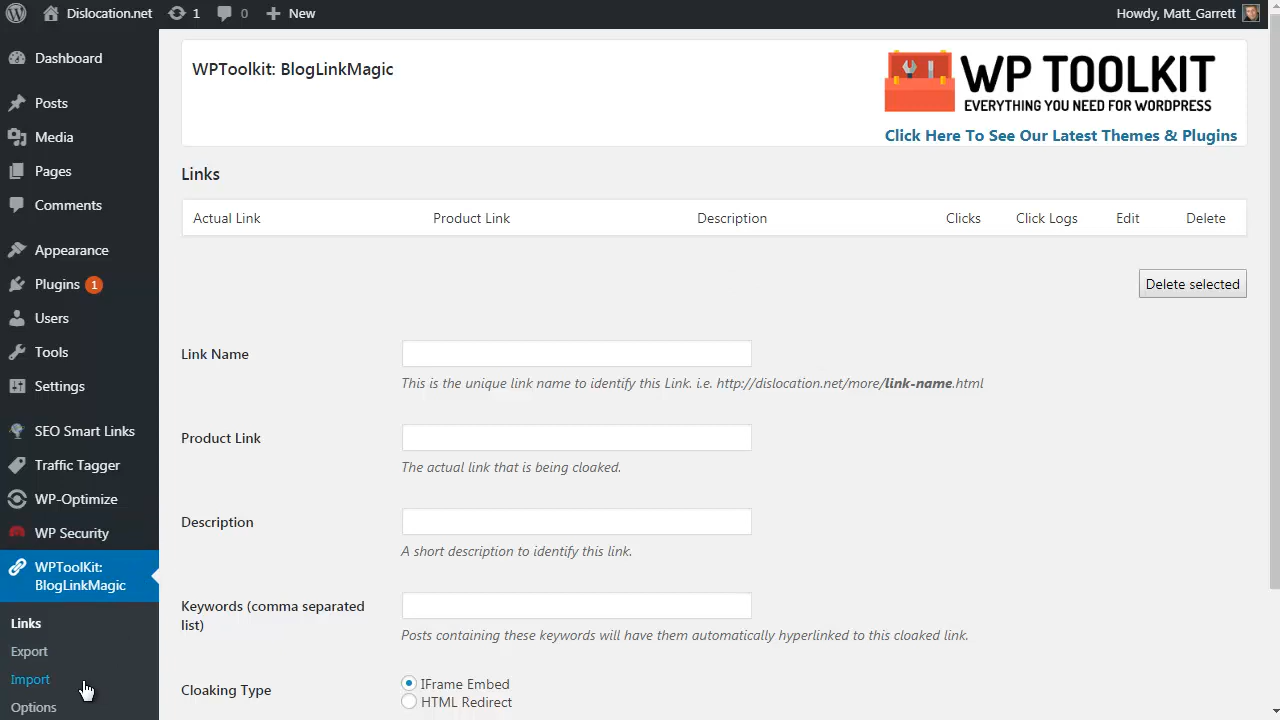 Dislocation.net 1 0 New Howdy, Matt_Garrett
Dashboard
Posts
Media
Pages
Comments
Appearance
Plugins 1
Users
Tools
Settings
SEO Smart Links
Traffic Tagger
WP-Optimize
WP Security
WPToolKit:
BlogLinkMagic
Links
Export
Import
Options
WPToolkit: BlogLinkMagic
WP TOOLKIT
EVERYTHING YOU NEED FOR WORDPRESS
Click Here To See Our Latest Themes & Plugins
Links
Actual Link Product Link Description Clicks Click Logs Edit Delete
Delete selected
Link Name
This is the unique link name to identify this Link. i.e. http://dislocation.net/more/link-name.html
Product Link
The actual link that is being cloaked.
Description
A short description to identify this link.
Keywords (comma separated
list)
Posts containing these keywords will have them automatically hyperlinked to this cloaked link.
Cloaking Type
IFrame Embed
HTML Redirect